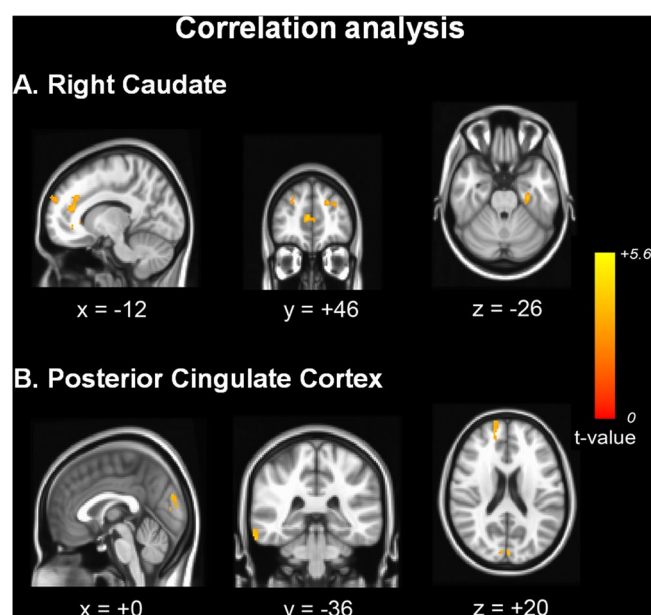 Correlation analysis
A. Right Caudate
x = -12
y = +46
z = -26
+5.6
0
t-value
B. Posterior Cingulate Cortex
x = +0
y = -36
z = +20